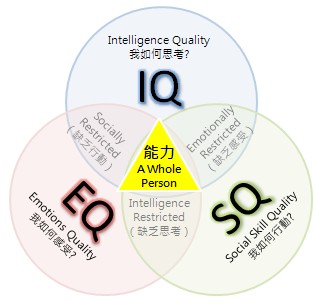 Intelligence Quality
我如何思考?
IQ
Socially
Restricted
(缺乏行動)
Emotionally
Restricted
(缺乏感受)
能力
A Whole
Person
EQ
Emotions Quality
我如何感受?
Intelligence
Restricted
(缺乏思考)
SQ
Social Skill Quality
我如何行動?